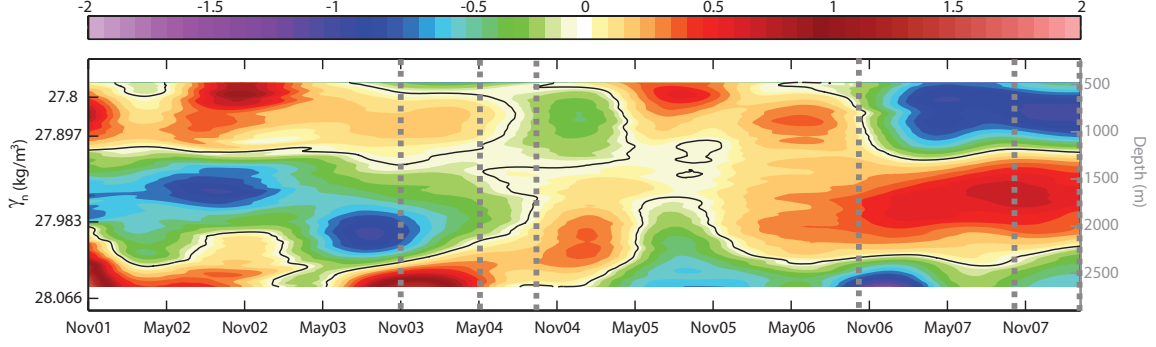 -2 -1.5 -1 -0.5 0 0.5 1 1.5 2
27.8 500
27.897 1000
1500
27.983 2000
2500
28.066
γn (kg/m³)
Depth (m)
Nov01 May02 Nov02 May03 Nov03 May04 Nov04 May05 Nov05 May06 Nov06 May07 Nov07